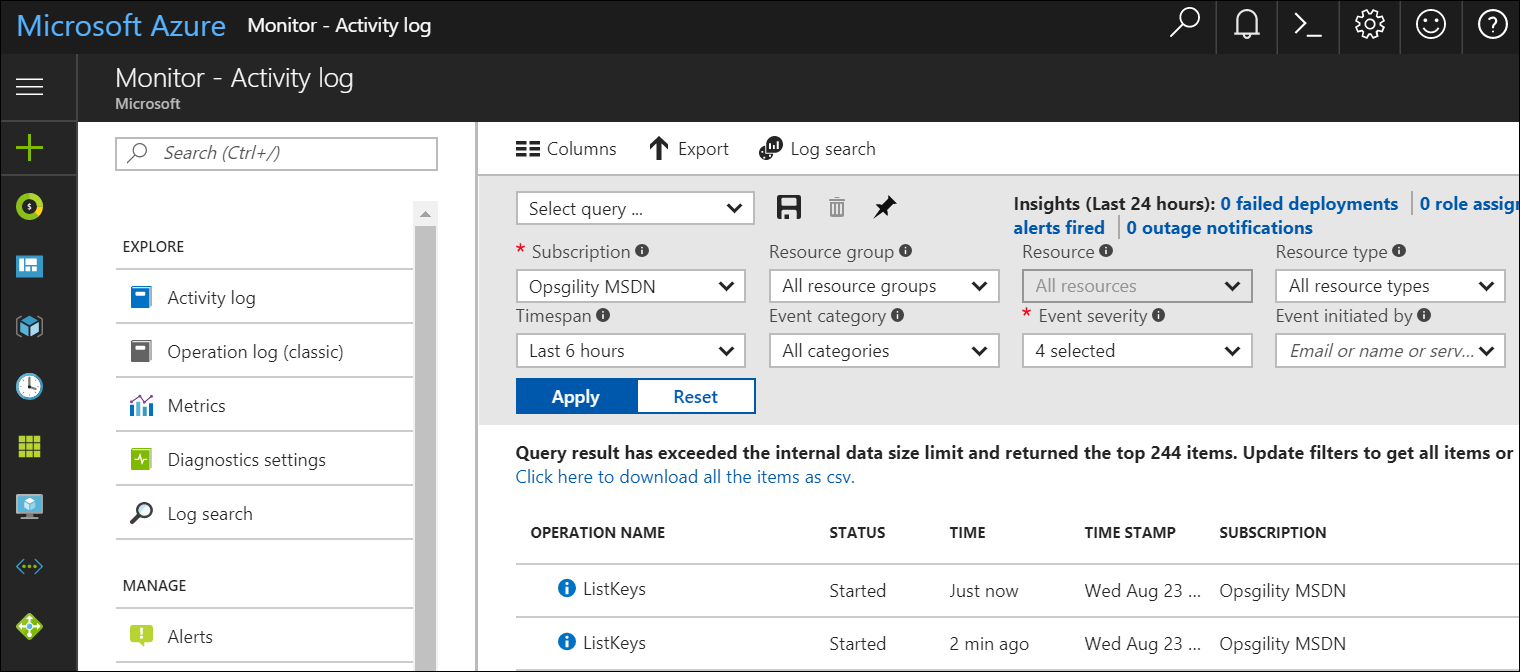 Microsoft Azure Monitor - Activity log
Monitor - Activity log
Microsoft
Search (Ctrl+/)
EXPLORE
Activity log
Operation log (classic)
Metrics
Diagnostics settings
Log search
MANAGE
Alerts
Columns Export Log search
Select query ...
Insights (Last 24 hours): 0 failed deployments 0 role assign
alerts fired 0 outage notifications
* Subscription Resource group Resource Resource type
Opsgility MSDN All resource groups All resources All resource types
Timespan Event category * Event severity Event initiated by
Last 6 hours All categories 4 selected Email or name or serv...
Apply Reset
Query result has exceeded the internal data size limit and returned the top 244 items. Update filters to get all items or
Click here to download all the items as csv.
OPERATION NAME STATUS TIME TIME STAMP SUBSCRIPTION
ListKeys Started Just now Wed Aug 23 ... Opsgility MSDN
ListKeys Started 2 min ago Wed Aug 23 ... Opsgility MSDN